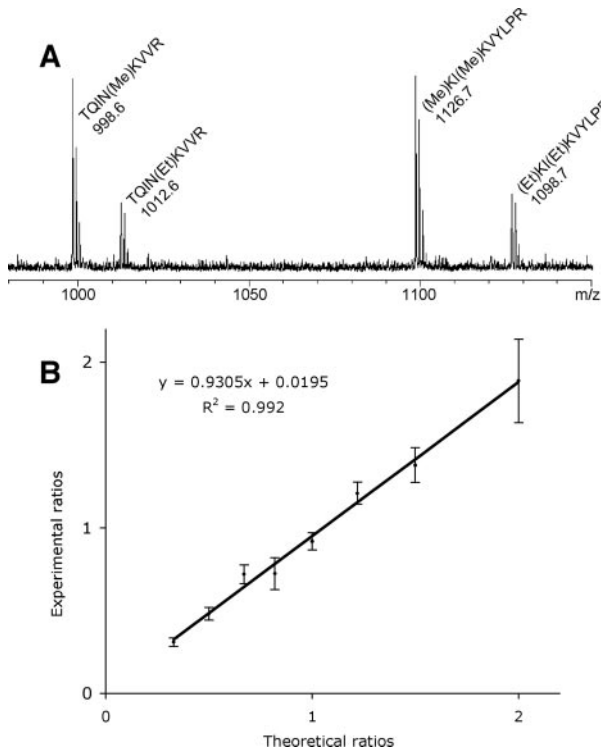 A
TQIN(Me)KVVR
998.6
TQIN(Et)KVVR
1012.6
(Me)KI(Me)KVYLPR
1126.7
(Et)KI(Et)KVYLPR
1098.7
1000
1050
1100
m/z
B
2
y = 0.9305x + 0.0195
R² = 0.992
Experimental ratios
1
0
1
2
Theoretical ratios